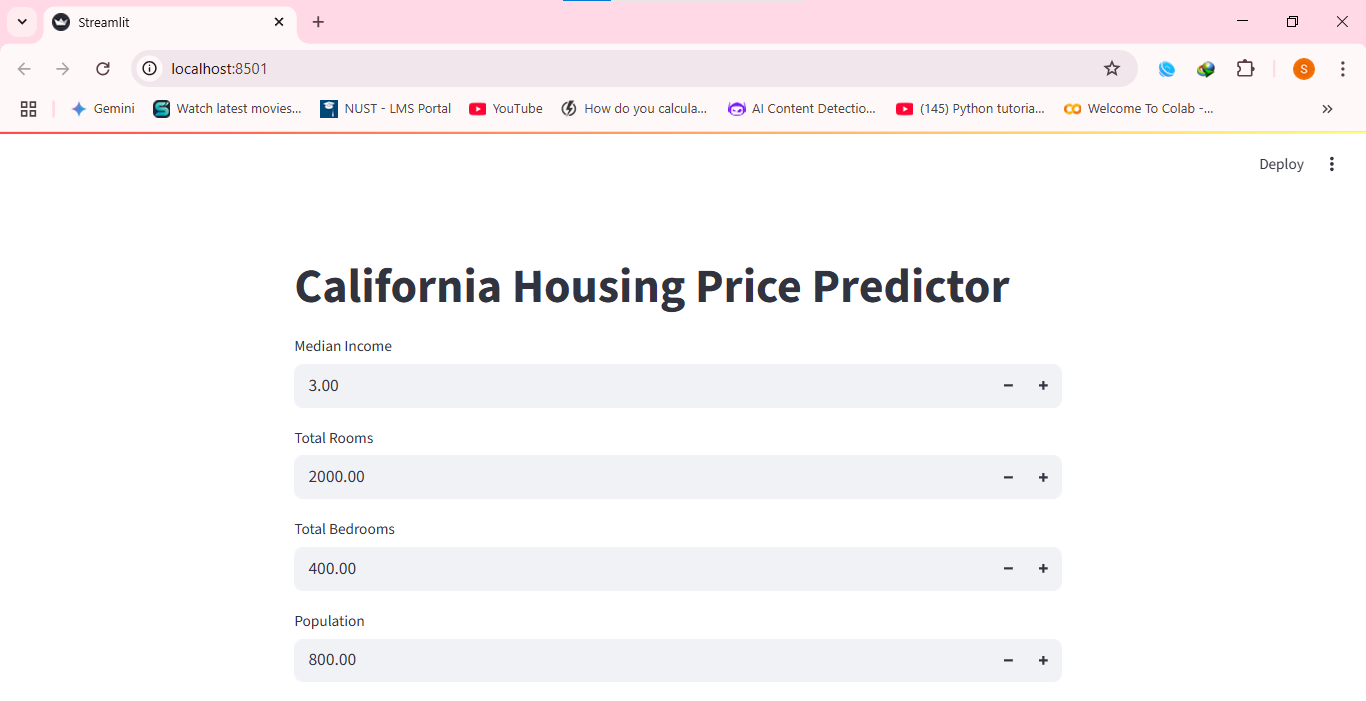 Streamlit
localhost:8501
S
Gemini Watch latest movies... NUST - LMS Portal YouTube How do you calcula... AI Content Detectio... (145) Python tutoria... Welcome To Colab -...
Deploy
California Housing Price Predictor
Median Income
3.00
Total Rooms
2000.00
Total Bedrooms
400.00
Population
800.00